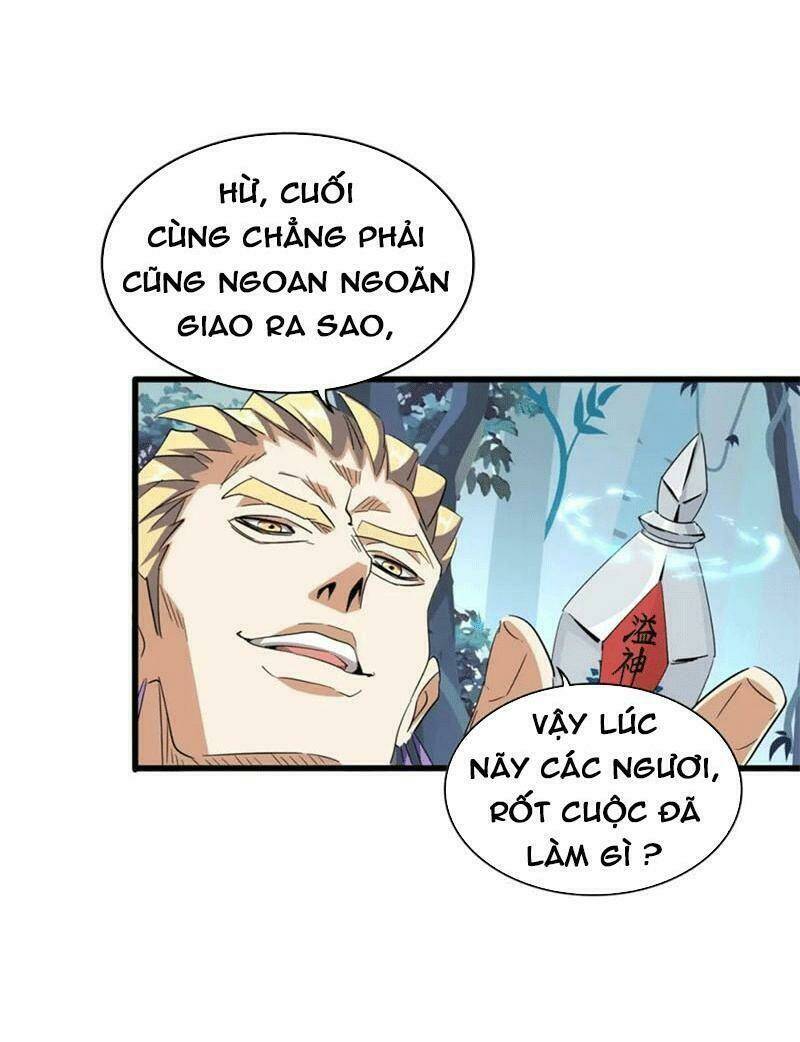 HỪ, CUỐI
CÙNG CHẲNG PHẢI
CŨNG NGOAN NGOÃN
GIAO RA SAO,
溢
神
VẬY LÚC
NÃY CÁC NGƯƠI,
RỐT CUỘC ĐÃ
LÀM GÌ ?